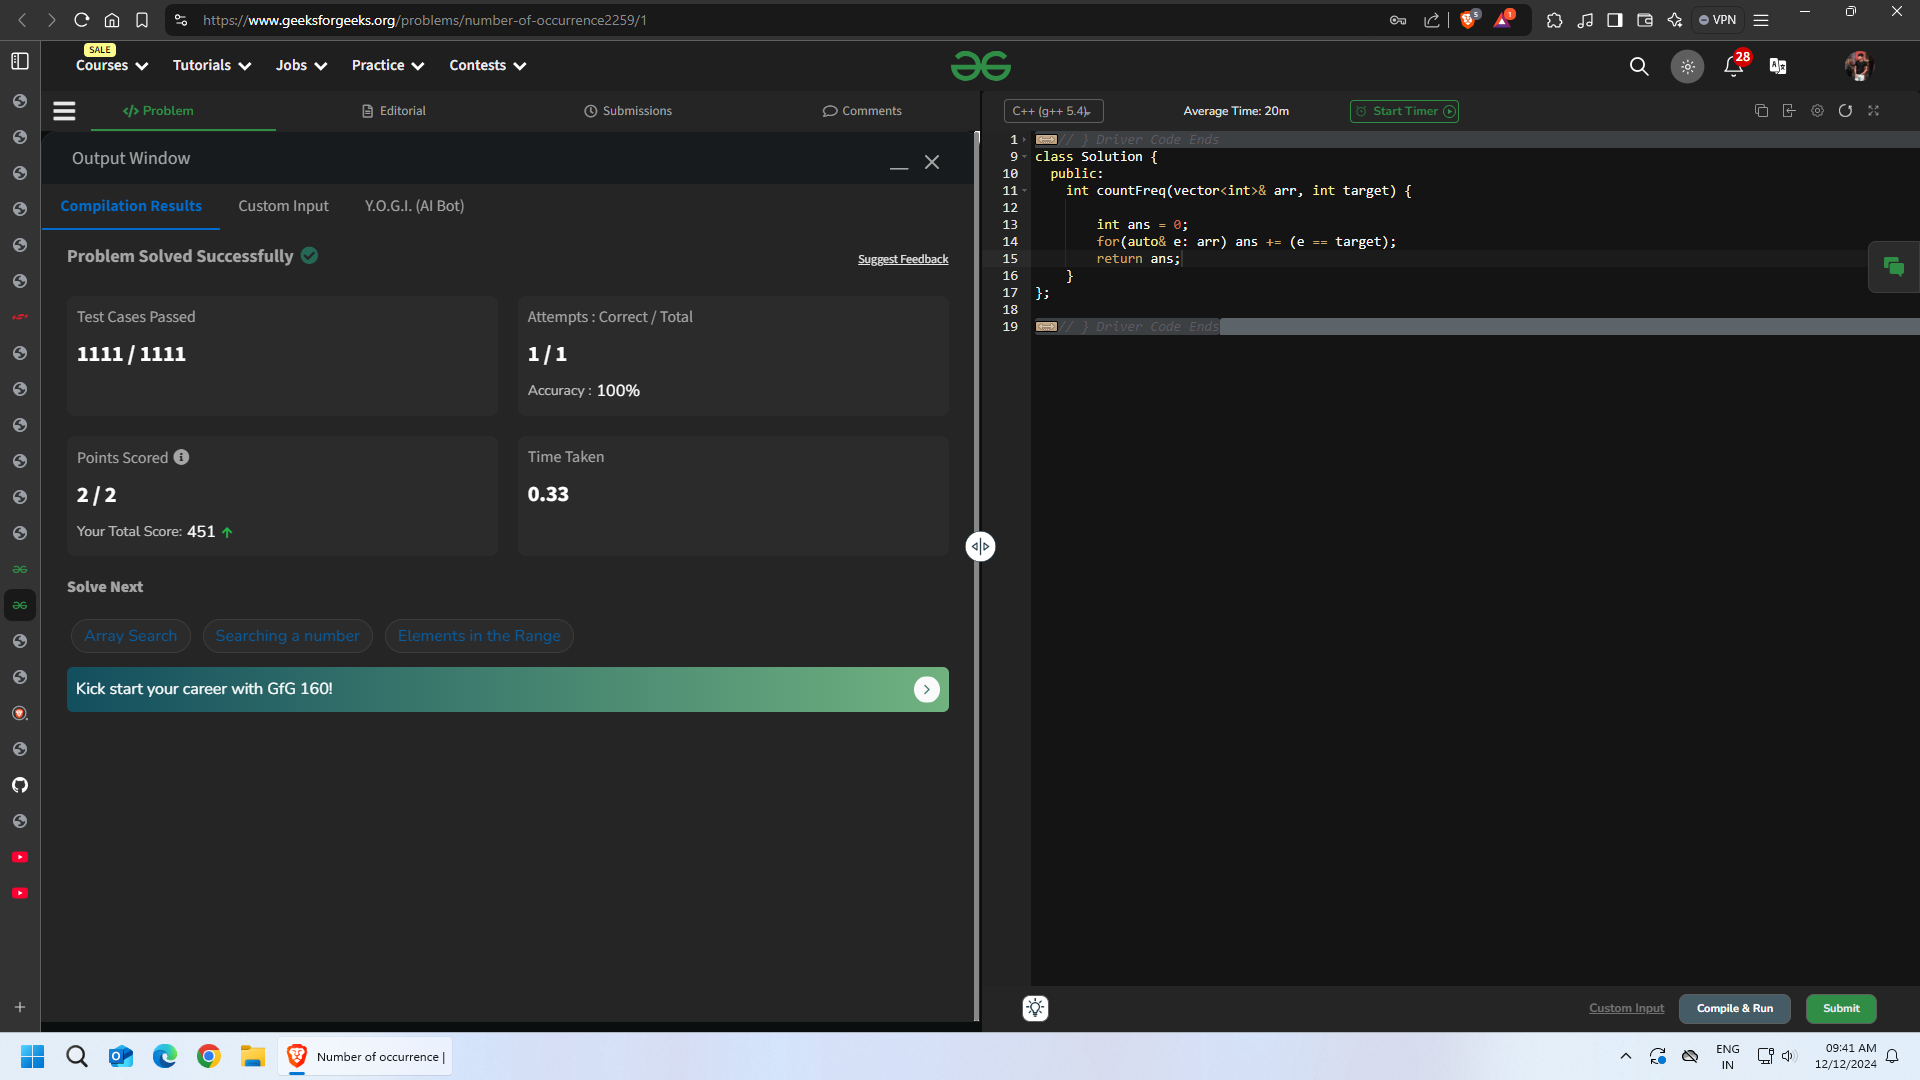 https://www.geeksforgeeks.org/problems/number-of-occurrence2259/1
5
1
VPN
SALE
Courses
Tutorials
Jobs
Practice
Contests
28
Problem
Editorial
Submissions
Comments
C++ (g++ 5.4)
Average Time: 20m
Start Timer
Output Window
Compilation Results
Custom Input
Y.O.G.I. (AI Bot)
Problem Solved Successfully
Suggest Feedback
Test Cases Passed
1111 / 1111
Attempts : Correct / Total
1 / 1
Accuracy : 100%
Points Scored
2 / 2
Your Total Score: 451
Time Taken
0.33
Solve Next
Array Search
Searching a number
Elements in the Range
Kick start your career with GfG 160!
1 // } Driver Code Ends
9 class Solution {
10 public:
11 int countFreq(vector<int>& arr, int target) {
12
13 int ans = 0;
14 for(auto& e: arr) ans += (e == target);
15 return ans;
16 }
17 };
18
19 // } Driver Code Ends
Custom Input
Compile & Run
Submit
Number of occurrence |
ENG
IN
09:41 AM
12/12/2024